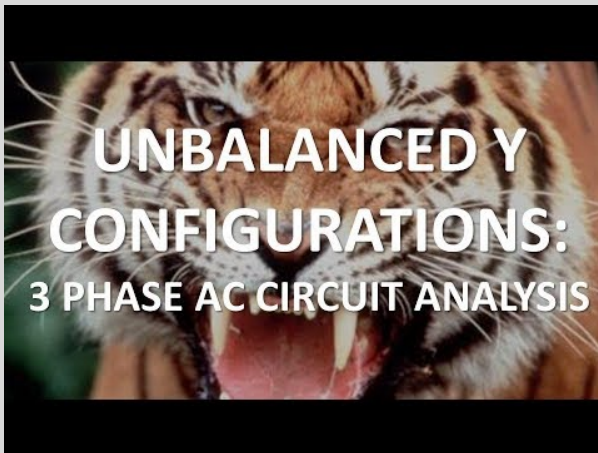 UNBALANCED Y
CONFIGURATIONS:
3 PHASE AC CIRCUIT ANALYSIS